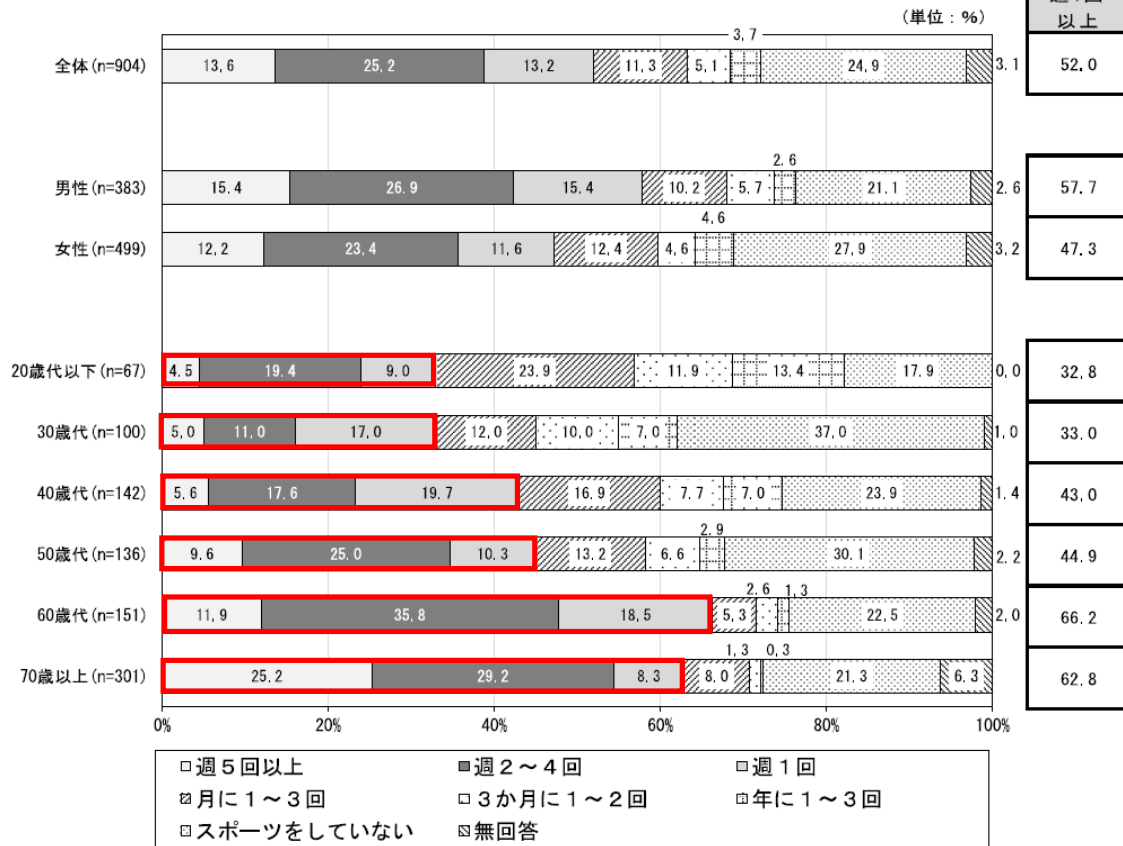 (単位：%)
以上
3.7
全体(n=904) 13.6 25.2 13.2 11.3 5.1 24.9 3.1 52.0
2.6
男性(n=383) 15.4 26.9 15.4 10.2 5.7 21.1 2.6 57.7
4.6
女性(n=499) 12.2 23.4 11.6 12.4 4.6 27.9 3.2 47.3
20歳代以下(n=67) 4.5 19.4 9.0 23.9 11.9 13.4 17.9 0.0 32.8
30歳代(n=100) 5.0 11.0 17.0 12.0 10.0 7.0 37.0 1.0 33.0
40歳代(n=142) 5.6 17.6 19.7 16.9 7.7 7.0 23.9 1.4 43.0
2.9
50歳代(n=136) 9.6 25.0 10.3 13.2 6.6 30.1 2.2 44.9
2.6 1.3
60歳代(n=151) 11.9 35.8 18.5 5.3 22.5 2.0 66.2
1.3 0.3
70歳以上(n=301) 25.2 29.2 8.3 8.0 21.3 6.3 62.8
0% 20% 40% 60% 80% 100%
週５回以上 週２～４回 週１回
月に１～３回 ３か月に１～２回 年に１～３回
スポーツをしていない 無回答